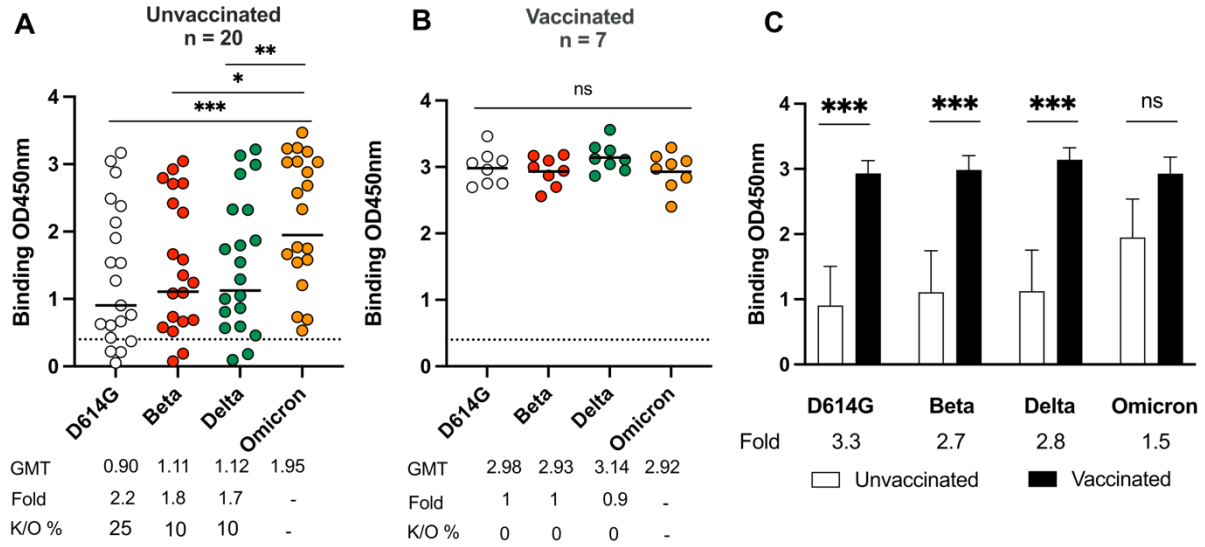 A
Unvaccinated
n = 20
**
*
***
Binding OD450nm
4
3
2
1
0
D614G
Beta
Delta
Omicron
GMT 0.90 1.11 1.12 1.95
Fold 2.2 1.8 1.7 -
K/O % 25 10 10 -
B
Vaccinated
n = 7
ns
Binding OD450nm
4
3
2
1
0
D614G
Beta
Delta
Omicron
GMT 2.98 2.93 3.14 2.92
Fold 1 1 0.9 -
K/O % 0 0 0 -
C
*** *** *** ns
Binding OD450nm
4
3
2
1
0
D614G Beta Delta Omicron
Fold 3.3 2.7 2.8 1.5
Unvaccinated Vaccinated